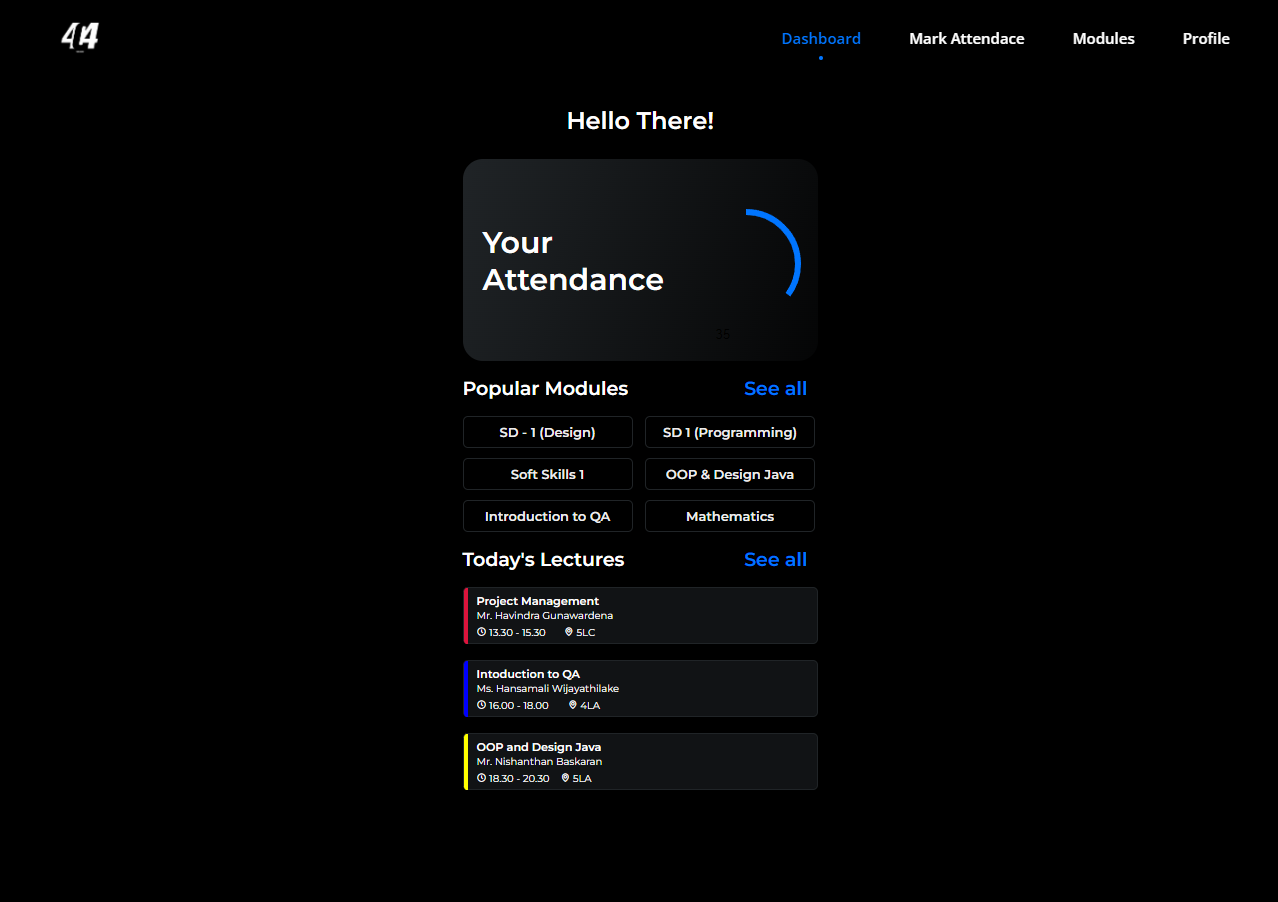 Dashboard Mark Attendace Modules Profile
Hello There!
Your
Attendance
35
Popular Modules See all
SD - 1 (Design) SD 1 (Programming)
Soft Skills 1 OOP & Design Java
Introduction to QA Mathematics
Today's Lectures See all
Project Management
Mr. Havindra Gunawardena
13.30 - 15.30 5LC
Intoduction to QA
Ms. Hansamali Wijayathilake
16.00 - 18.00 4LA
OOP and Design Java
Mr. Nishanthan Baskaran
18.30 - 20.30 5LA